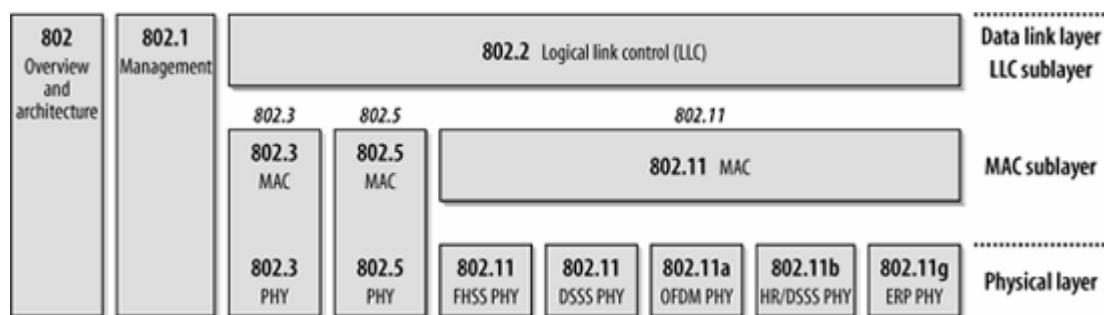 802
Overview
and
architecture
802.1
Management
802.2 Logical link control (LLC)
Data link layer
LLC sublayer
802.3
802.5
802.11
802.3
MAC
802.5
MAC
802.11 MAC
MAC sublayer
802.3
PHY
802.5
PHY
802.11
FHSS PHY
802.11
DSSS PHY
802.11a
OFDM PHY
802.11b
HR/DSSS PHY
802.11g
ERP PHY
Physical layer